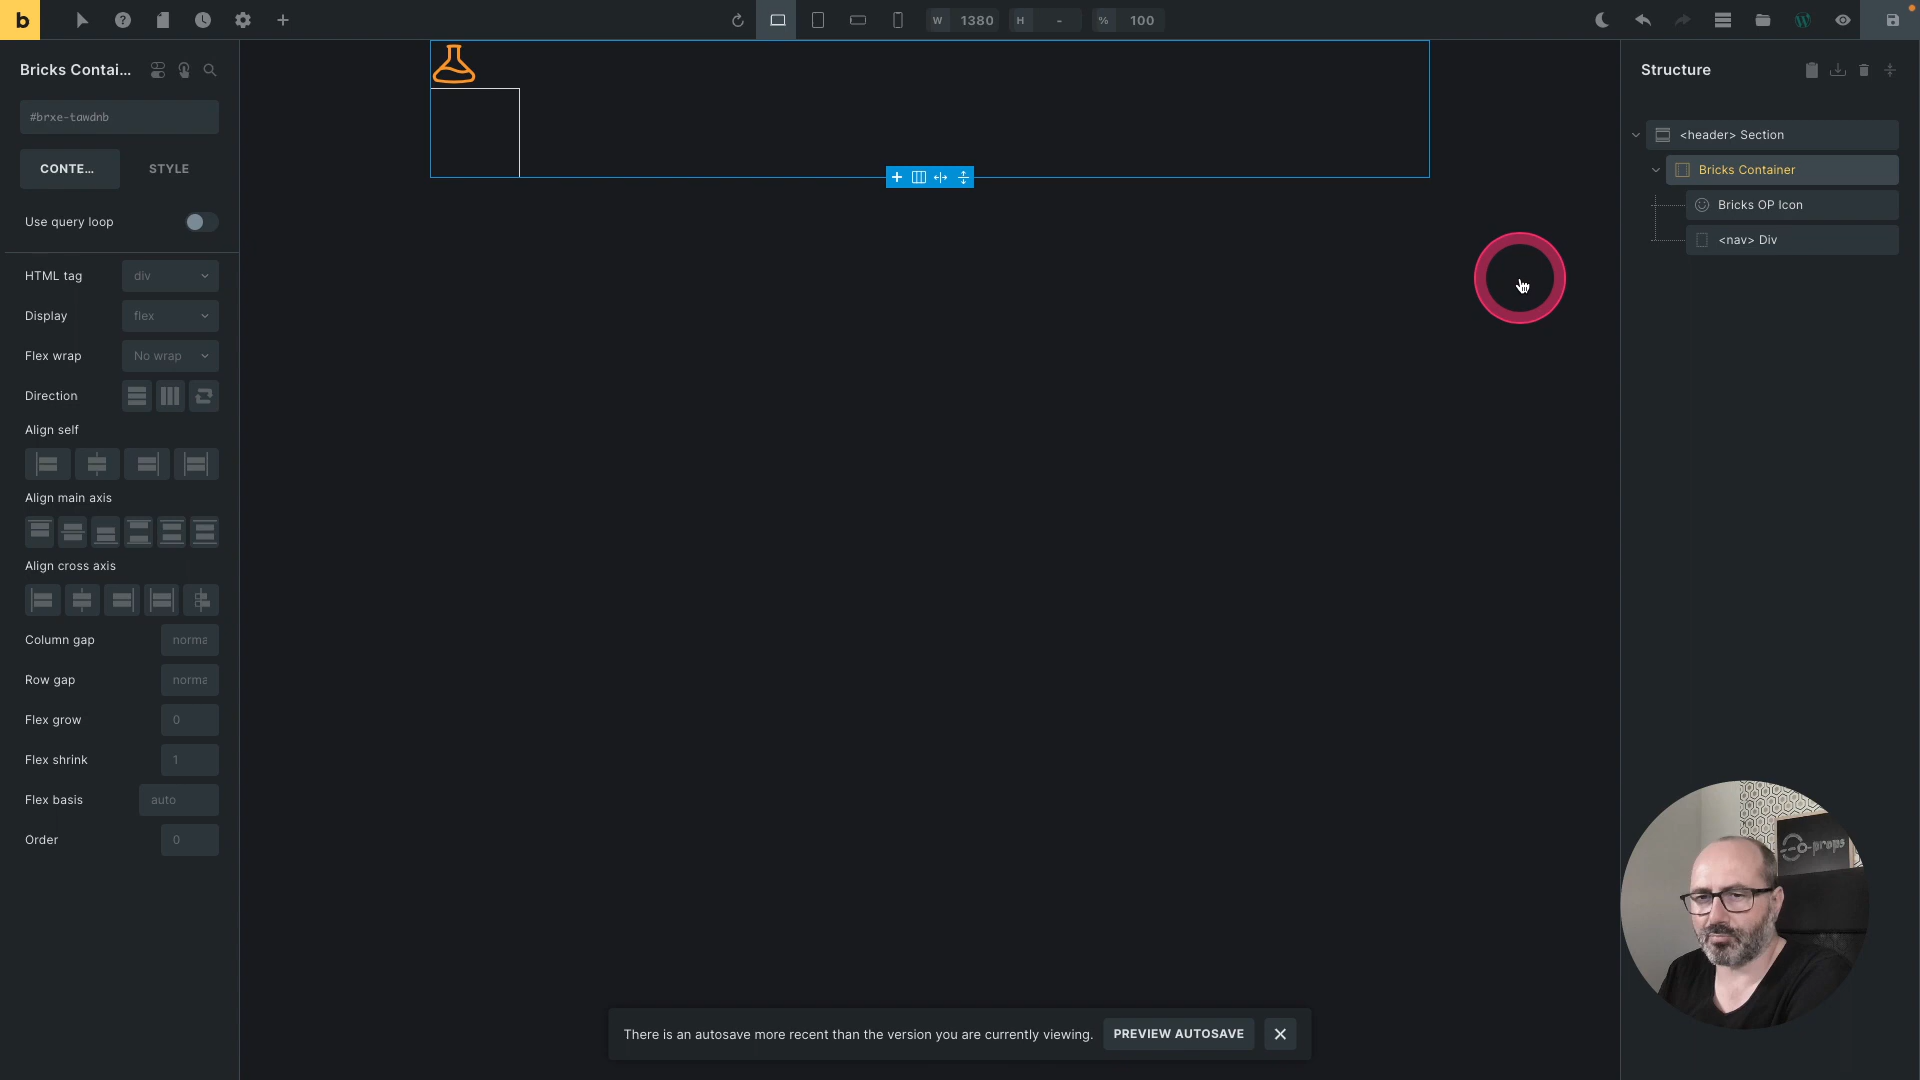 b
W 1380 H - % 100
Bricks Contai...
#brxe-tawdnb
CONTE... STYLE
Use query loop
HTML tag div
Display flex
Flex wrap No wrap
Direction
Align self
Align main axis
Align cross axis
Column gap norma
Row gap norma
Flex grow 0
Flex shrink 1
Flex basis auto
Order 0
Structure
<header> Section
Bricks Container
Bricks OP Icon
<nav> Div
o-props
There is an autosave more recent than the version you are currently viewing. PREVIEW AUTOSAVE